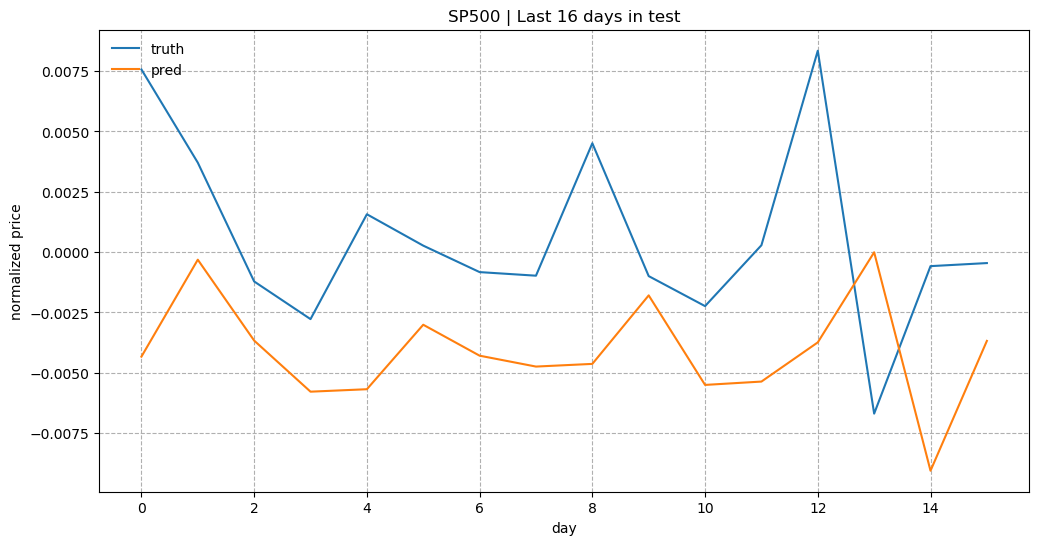 SP500 | Last 16 days in test
truth
pred
0.0075
0.0050
0.0025
0.0000
−0.0025
−0.0050
−0.0075
normalized price
0 2 4 6 8 10 12 14
day